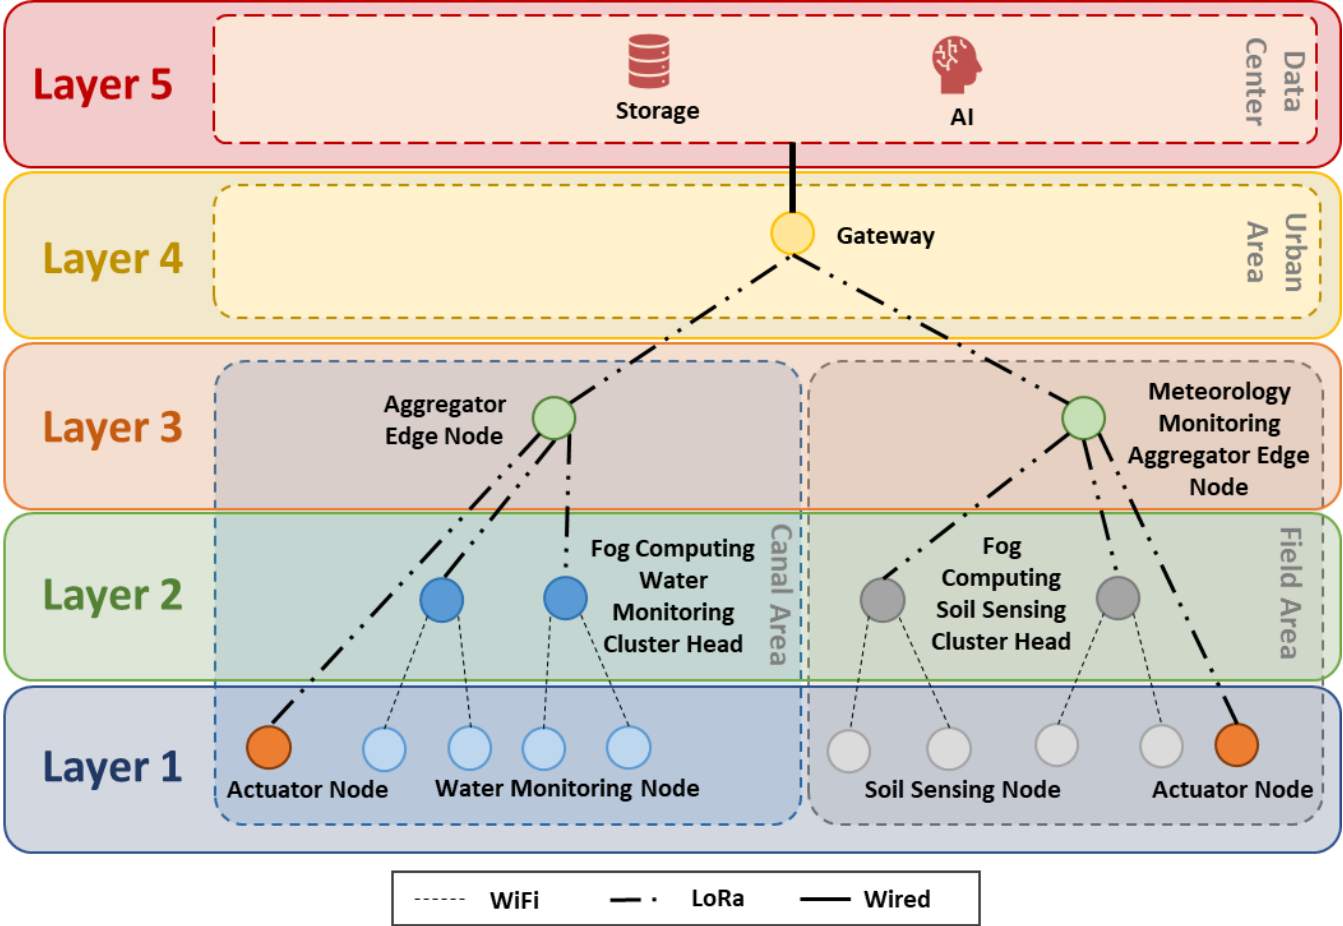 Layer 5
Storage
AI
Data
Center
Layer 4
Gateway
Urban
Area
Layer 3
Aggregator
Edge Node
Meteorology
Monitoring
Aggregator Edge
Node
Layer 2
Fog Computing
Water
Monitoring
Cluster Head
Canal Area
Fog
Computing
Soil Sensing
Cluster Head
Field Area
Layer 1
Actuator Node
Water Monitoring Node
Soil Sensing Node
Actuator Node
WiFi
LoRa
Wired